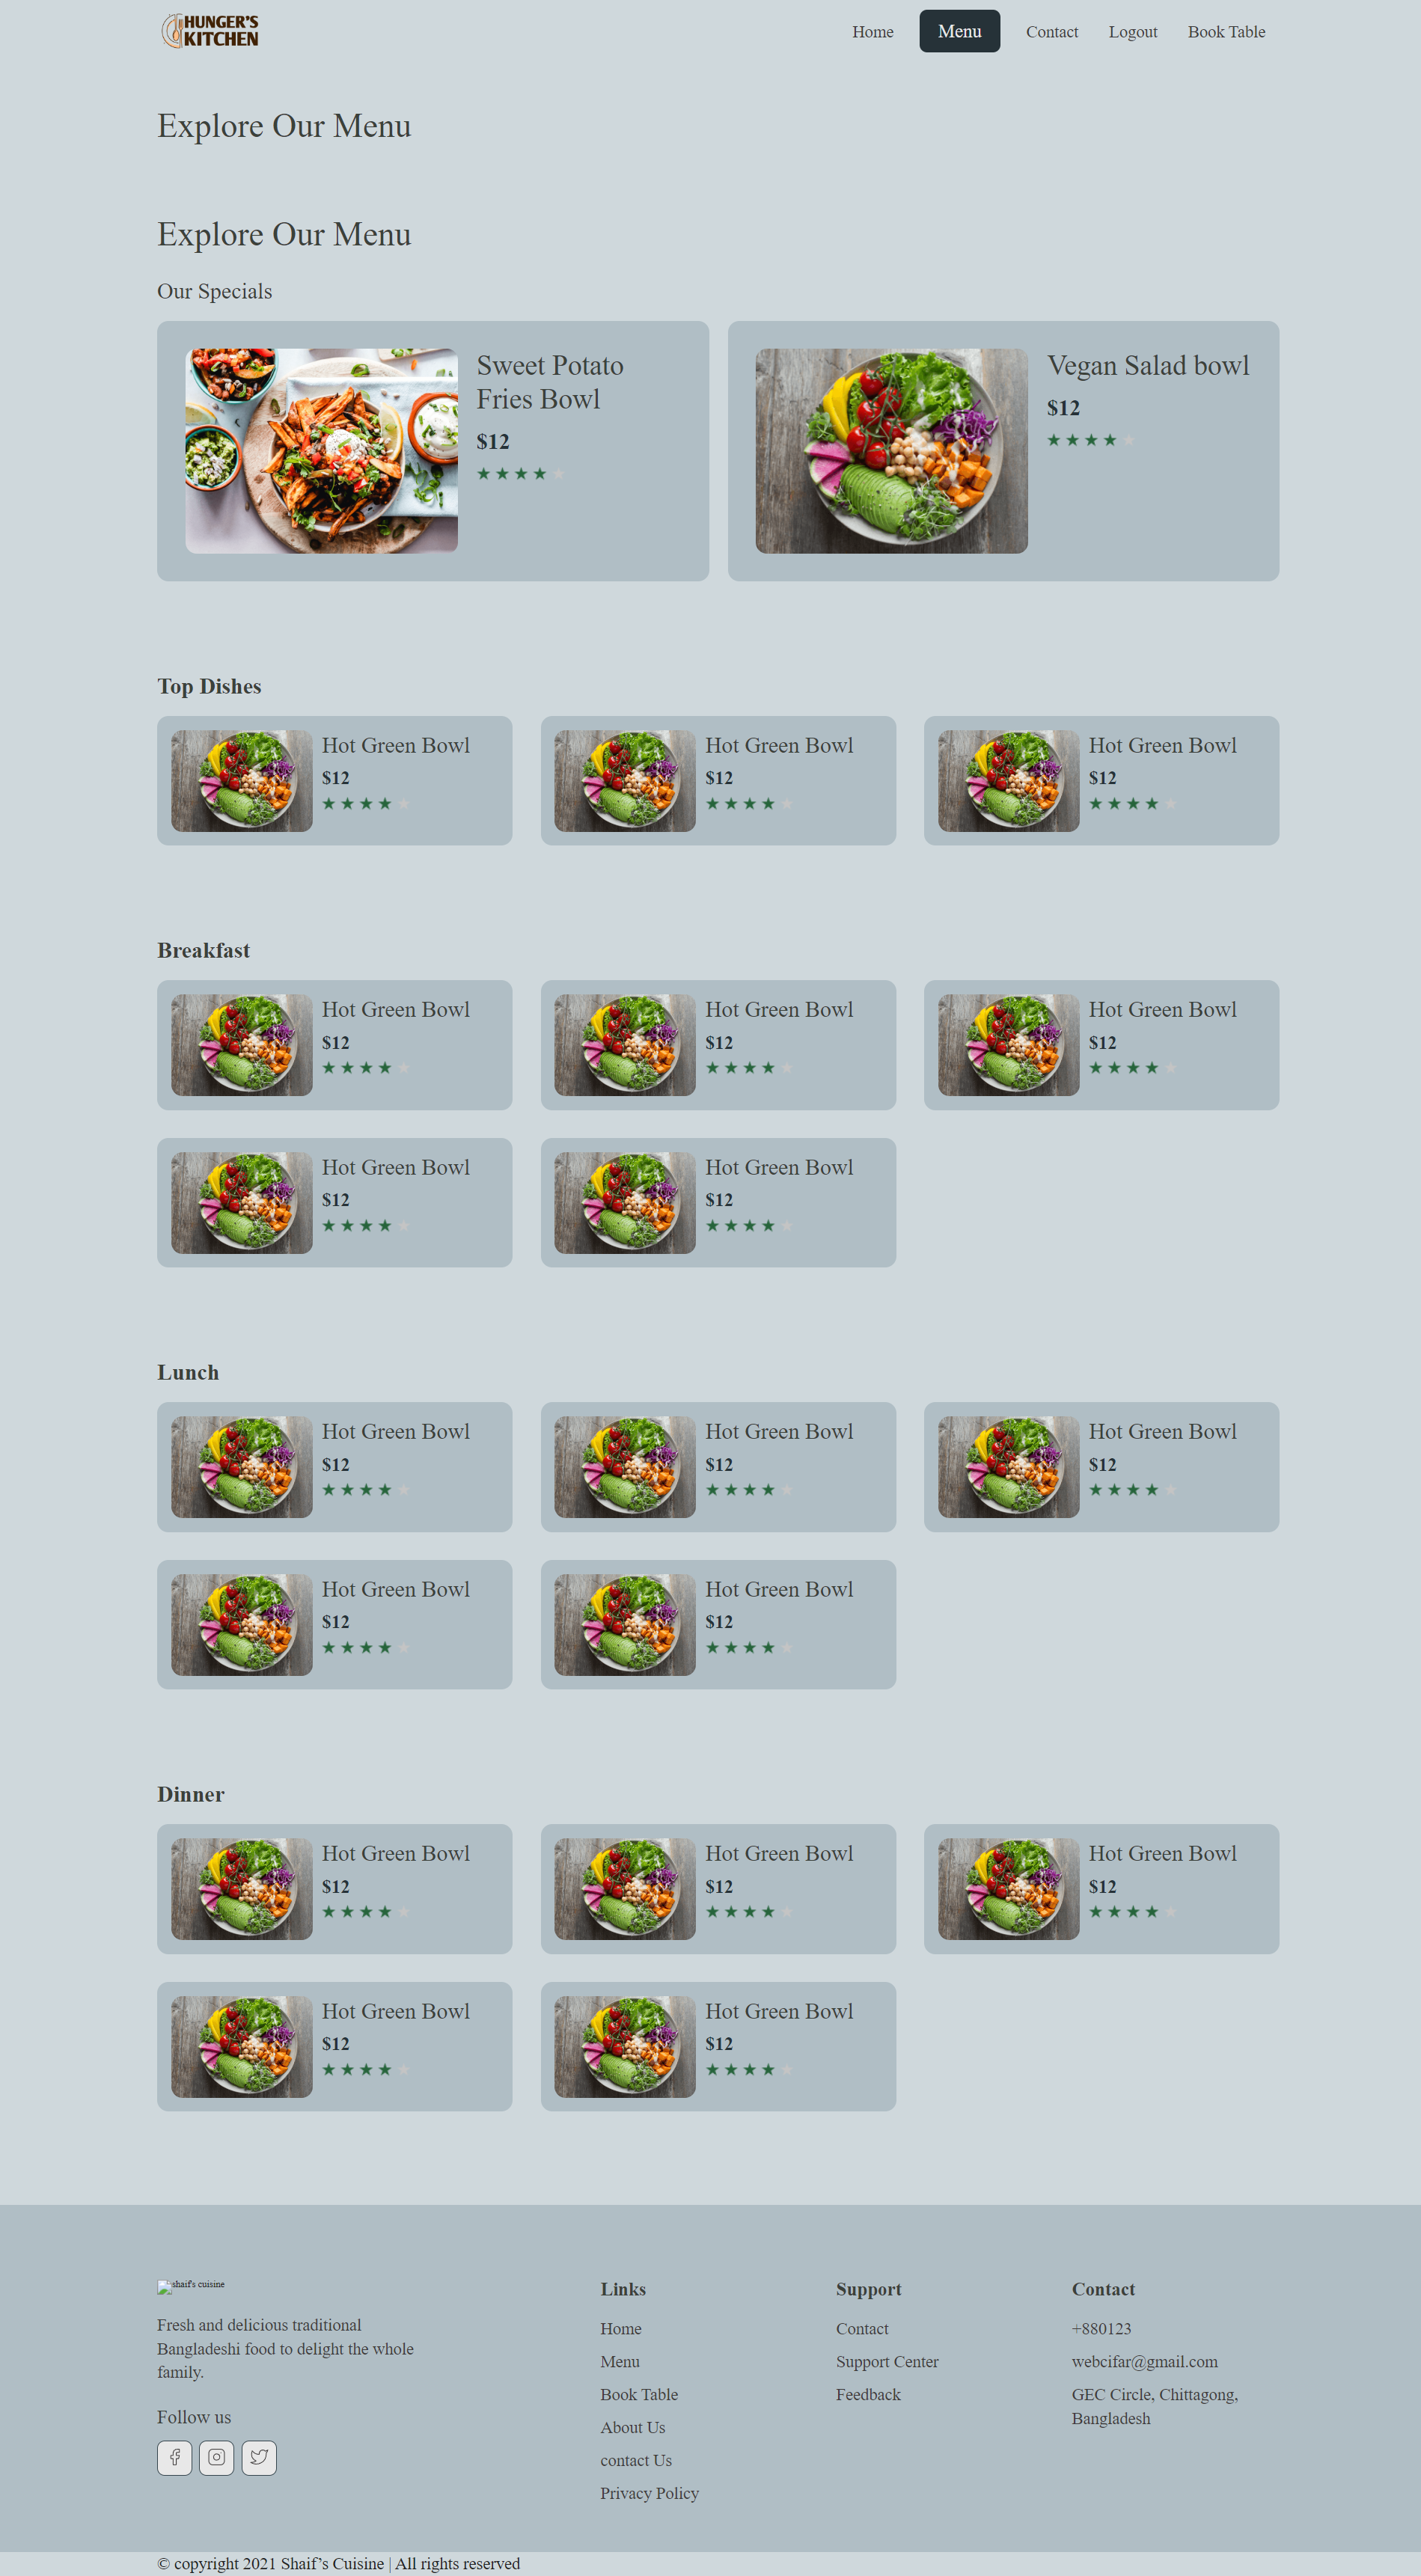 HUNGER'S
KITCHEN
Home Menu Contact Logout Book Table
Explore Our Menu
Explore Our Menu
Our Specials
Sweet Potato
Fries Bowl
$12
Vegan Salad bowl
$12
Top Dishes
Hot Green Bowl
$12
Hot Green Bowl
$12
Hot Green Bowl
$12
Breakfast
Hot Green Bowl
$12
Hot Green Bowl
$12
Hot Green Bowl
$12
Hot Green Bowl
$12
Hot Green Bowl
$12
Lunch
Hot Green Bowl
$12
Hot Green Bowl
$12
Hot Green Bowl
$12
Hot Green Bowl
$12
Hot Green Bowl
$12
Dinner
Hot Green Bowl
$12
Hot Green Bowl
$12
Hot Green Bowl
$12
Hot Green Bowl
$12
Hot Green Bowl
$12
shaif's cuisine
Fresh and delicious traditional
Bangladeshi food to delight the whole
family.
Follow us
Links
Home
Menu
Book Table
About Us
contact Us
Privacy Policy
Support
Contact
Support Center
Feedback
Contact
+880123
webcifar@gmail.com
GEC Circle, Chittagong,
Bangladesh
© copyright 2021 Shaif’s Cuisine | All rights reserved